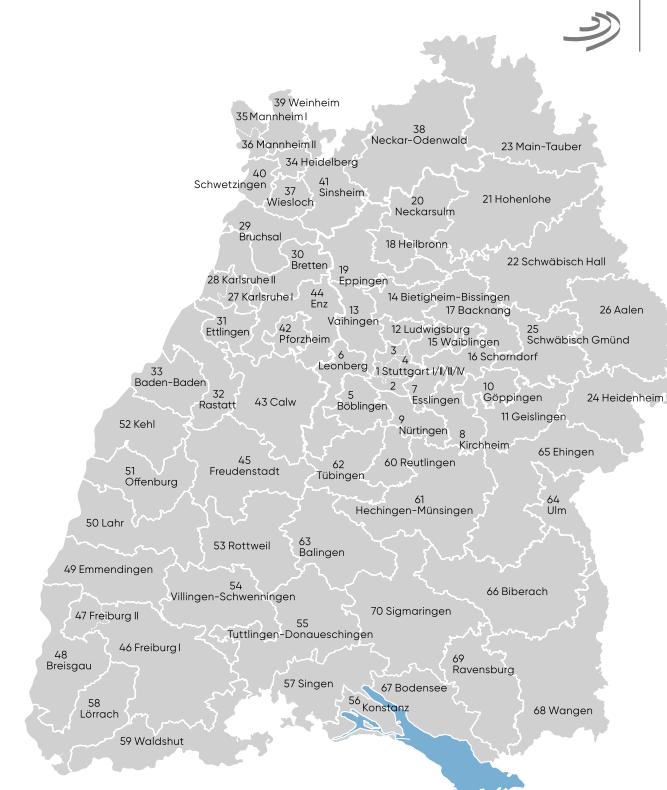 39 Weinheim
35 Mannheim I
36 Mannheim II
38
Neckar-Odenwald
23 Main-Tauber
34 Heidelberg
40
Schwetzingen
37
Wiesloch
41
Sinsheim
20
Neckarsulm
21 Hohenlohe
29
Bruchsal
18 Heilbronn
30
Bretten
19
Eppingen
22 Schwäbisch Hall
28 Karlsruhe II
27 Karlsruhe I
44
Enz
14 Bietigheim-Bissingen
13
Vaihingen
17 Backnang
26 Aalen
31
Ettlingen
42
Pforzheim
12 Ludwigsburg
15 Waiblingen
25
Schwäbisch Gmünd
6
Leonberg
3
4
16 Schorndorf
1 Stuttgart I/II/III/IV
33
Baden-Baden
32
Rastatt
43 Calw
5
Böblingen
2
7
Esslingen
10
Göppingen
24 Heidenheim
11 Geislingen
52 Kehl
9
Nürtingen
8
Kirchheim
65 Ehingen
51
Offenburg
45
Freudenstadt
62
Tübingen
60 Reutlingen
61
Hechingen-Münsingen
64
Ulm
50 Lahr
53 Rottweil
63
Balingen
49 Emmendingen
54
Villingen-Schwenningen
66 Biberach
47 Freiburg II
55
Tuttlingen-Donaueschingen
70 Sigmaringen
48
Breisgau
46 Freiburg I
69
Ravensburg
57 Singen
67 Bodensee
56
Konstanz
58
Lörrach
68 Wangen
59 Waldshut